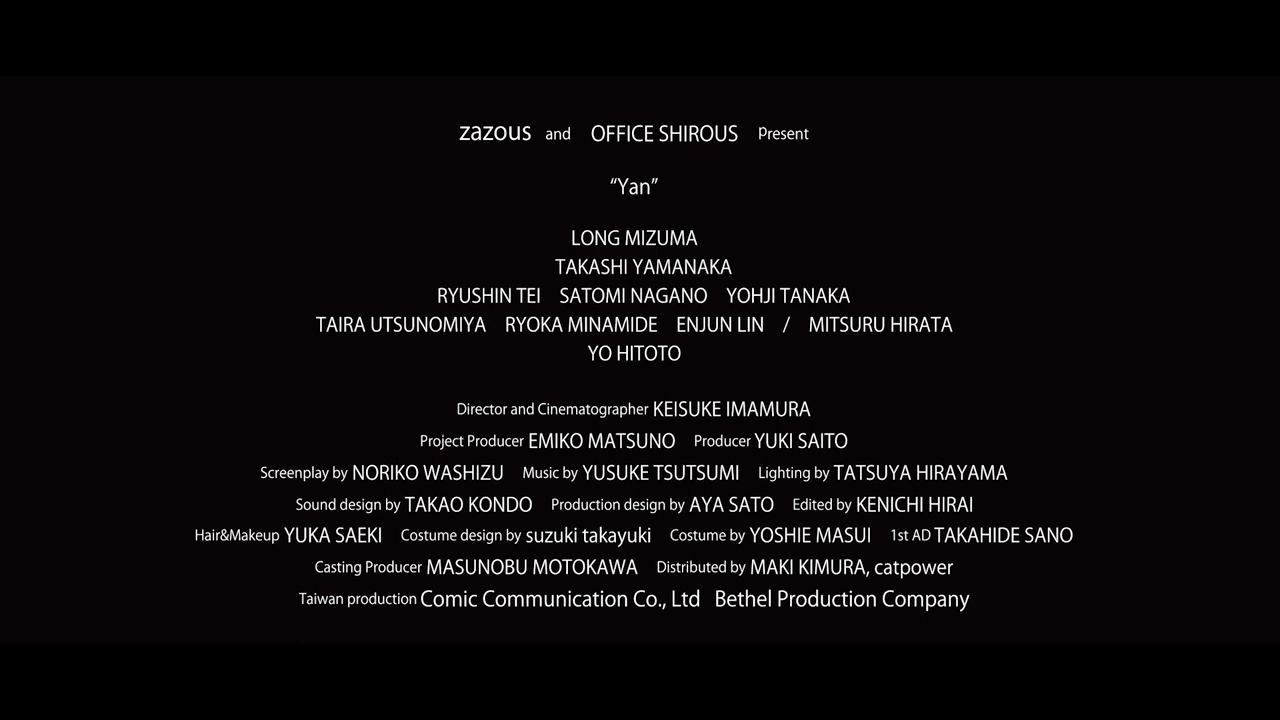 zazous and OFFICE SHIROUS Present
“Yan”
LONG MIZUMA
TAKASHI YAMANAKA
RYUSHIN TEI SATOMI NAGANO YOHJI TANAKA
TAIRA UTSUNOMIYA RYOKA MINAMIDE ENJUN LIN / MITSURU HIRATA
YO HITOTO
Director and Cinematographer KEISUKE IMAMURA
Project Producer EMIKO MATSUNO Producer YUKI SAITO
Screenplay by NORIKO WASHIZU Music by YUSUKE TSUTSUMI Lighting by TATSUYA HIRAYAMA
Sound design by TAKAO KONDO Production design by AYA SATO Edited by KENICHI HIRAI
Hair&Makeup YUKA SAEKI Costume design by suzuki takayuki Costume by YOSHIE MASUI 1st AD TAKAHIDE SANO
Casting Producer MASUNOBU MOTOKAWA Distributed by MAKI KIMURA, catpower
Taiwan production Comic Communication Co., Ltd Bethel Production Company